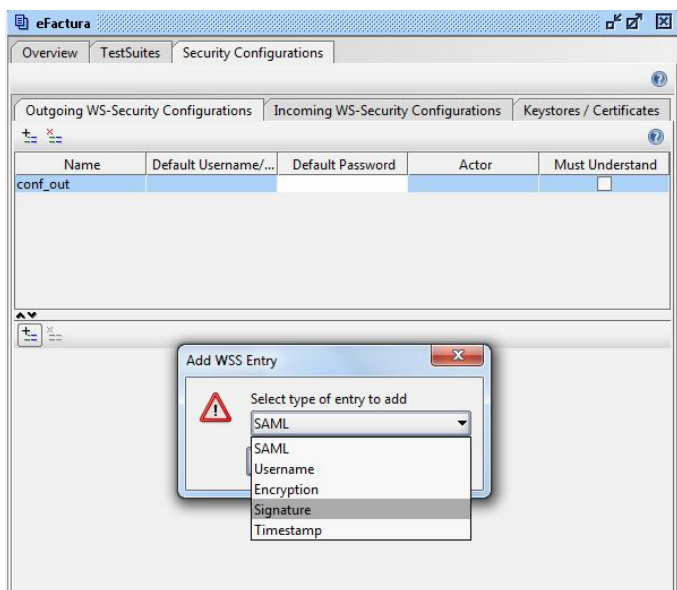 eFactura
Overview TestSuites Security Configurations
Outgoing WS-Security Configurations Incoming WS-Security Configurations Keystores / Certificates
Name Default Username/... Default Password Actor Must Understand
conf_out
Add WSS Entry
Select type of entry to add
SAML
SAML
Username
Encryption
Signature
Timestamp